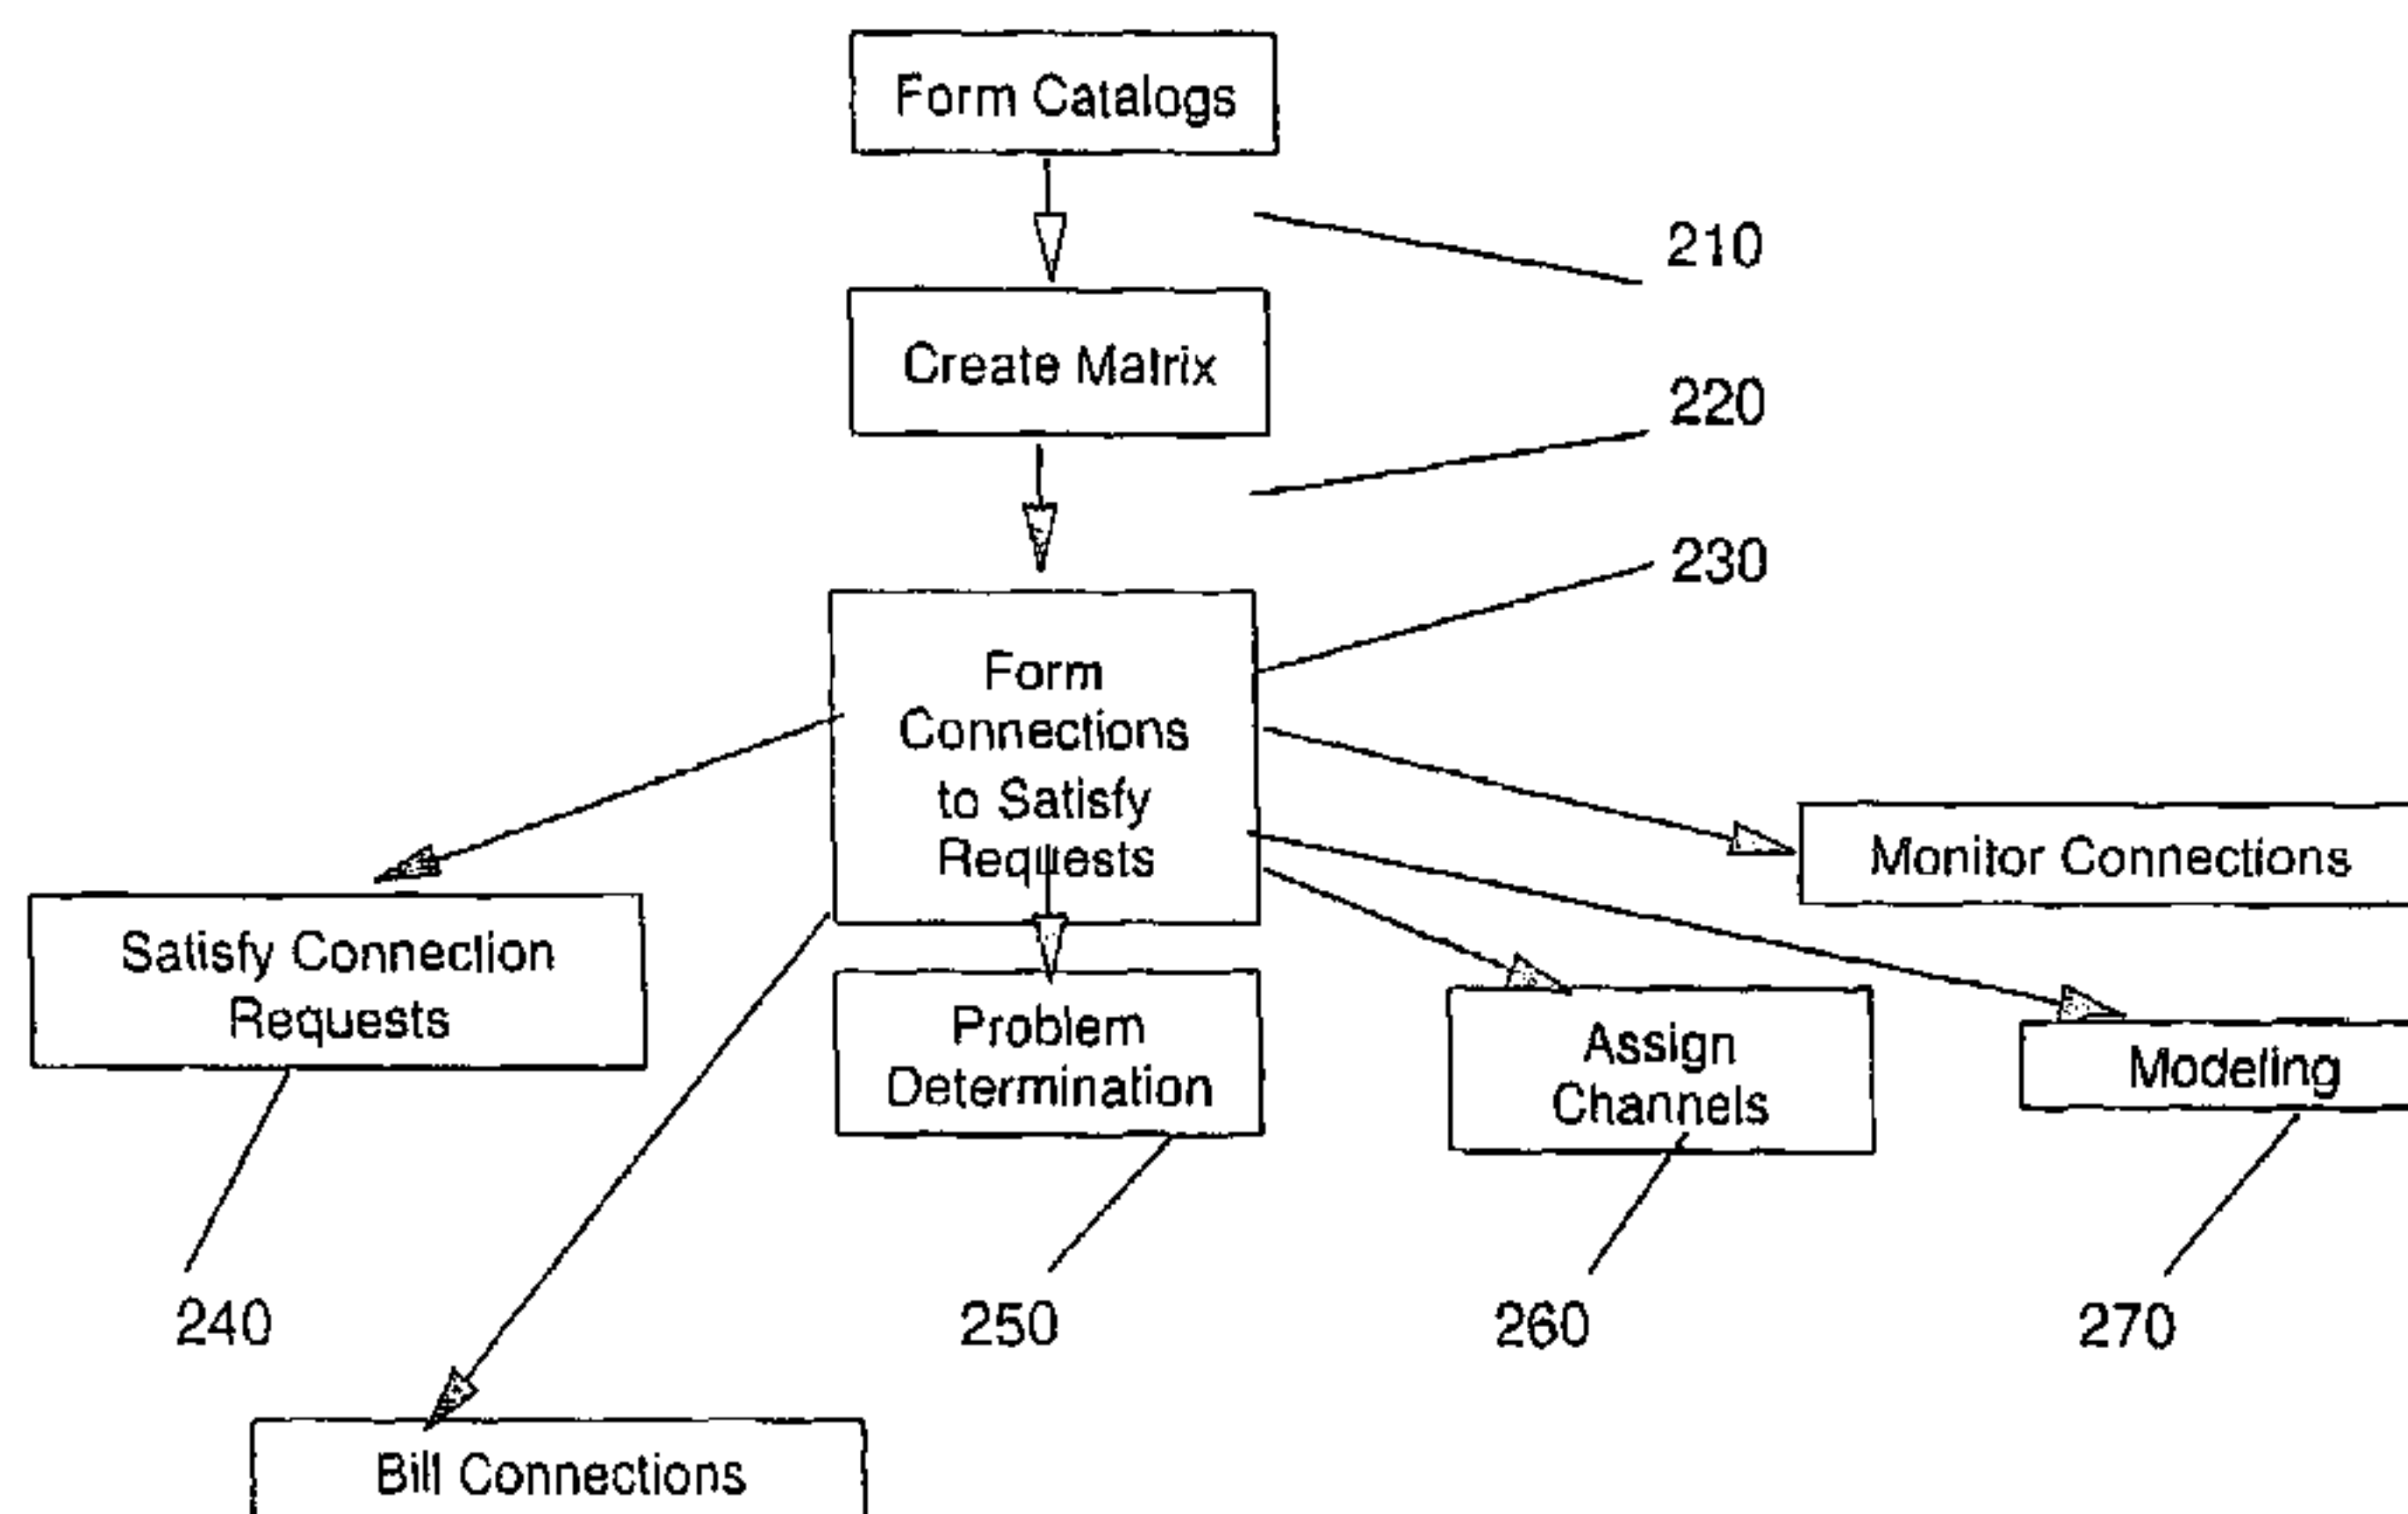 Form Catalogs
210
Create Matrix
220
230
Form
Connections
to Satisfy
Requests
Monitor Connections
Satisfy Connection
Requests
Problem
Determination
Assign
Channels
Modeling
240
250
260
270
Bill Connections